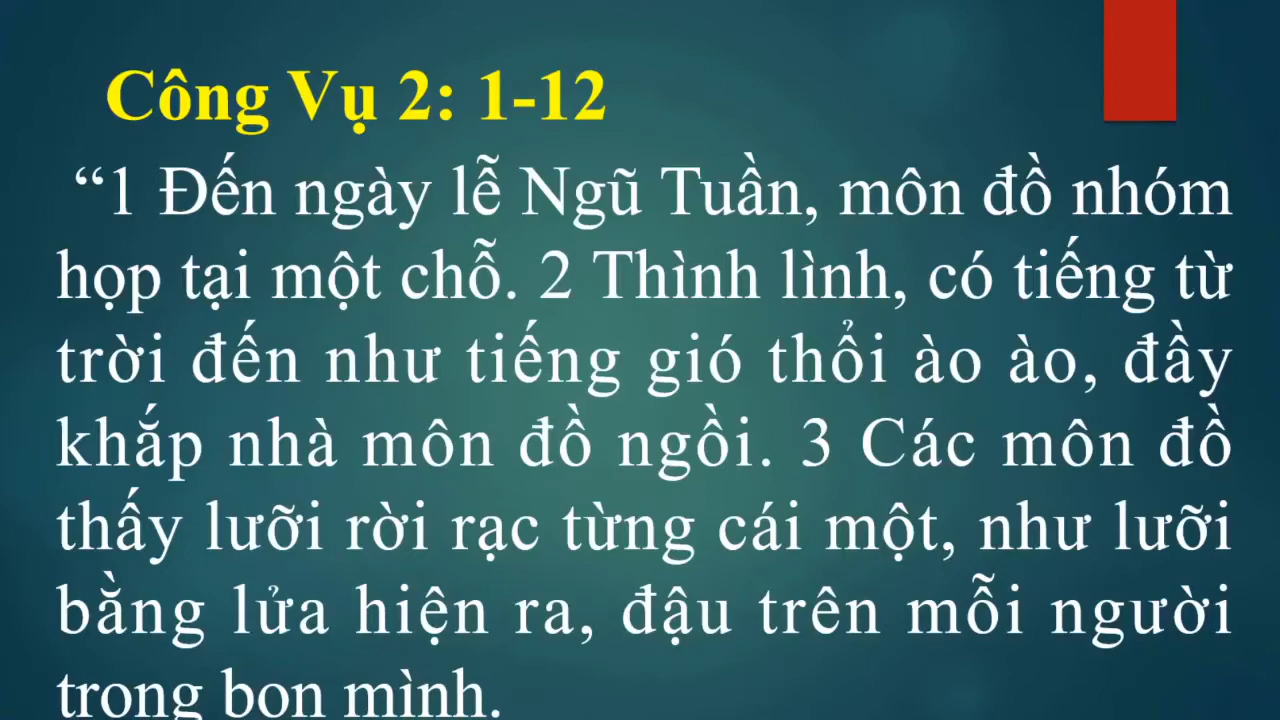 Công Vụ 2: 1-12
“1 Đến ngày lễ Ngũ Tuần, môn đồ nhóm
họp tại một chỗ. 2 Thình lình, có tiếng từ
trời đến như tiếng gió thổi ào ào, đầy
khắp nhà môn đồ ngồi. 3 Các môn đồ
thấy lưỡi rời rạc từng cái một, như lưỡi
bằng lửa hiện ra, đậu trên mỗi người
trong bọn mình.